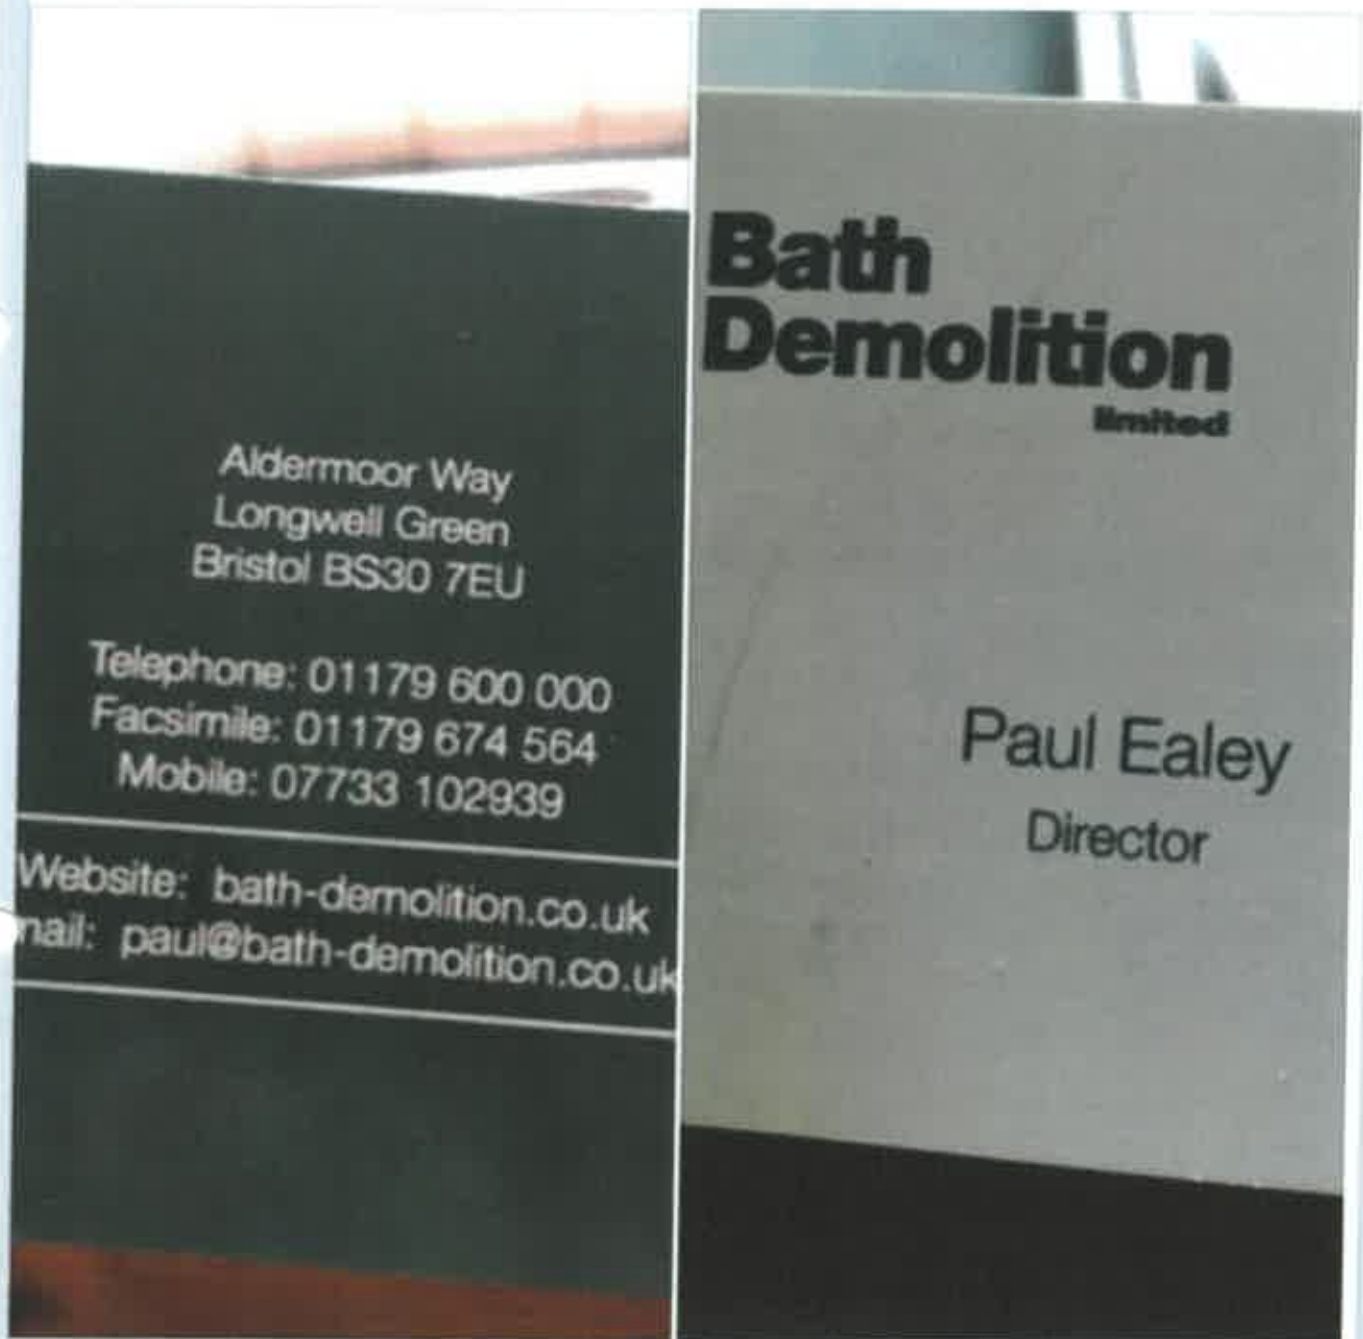 Aldermoor Way
Longwell Green
Bristol BS30 7EU
Telephone: 01179 600 000
Facsimile: 01179 674 564
Mobile: 07733 102939
Website: bath-demolition.co.uk
mail: paul@bath-demolition.co.uk
Bath
Demolition
limited
Paul Ealey
Director